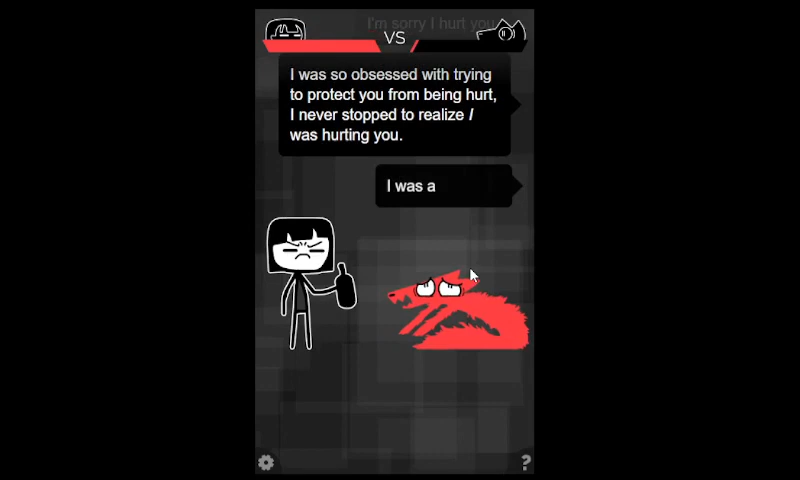 I'm sorry I hurt you
VS
I was so obsessed with trying
to protect you from being hurt,
I never stopped to realize I
was hurting you.
I was a
?